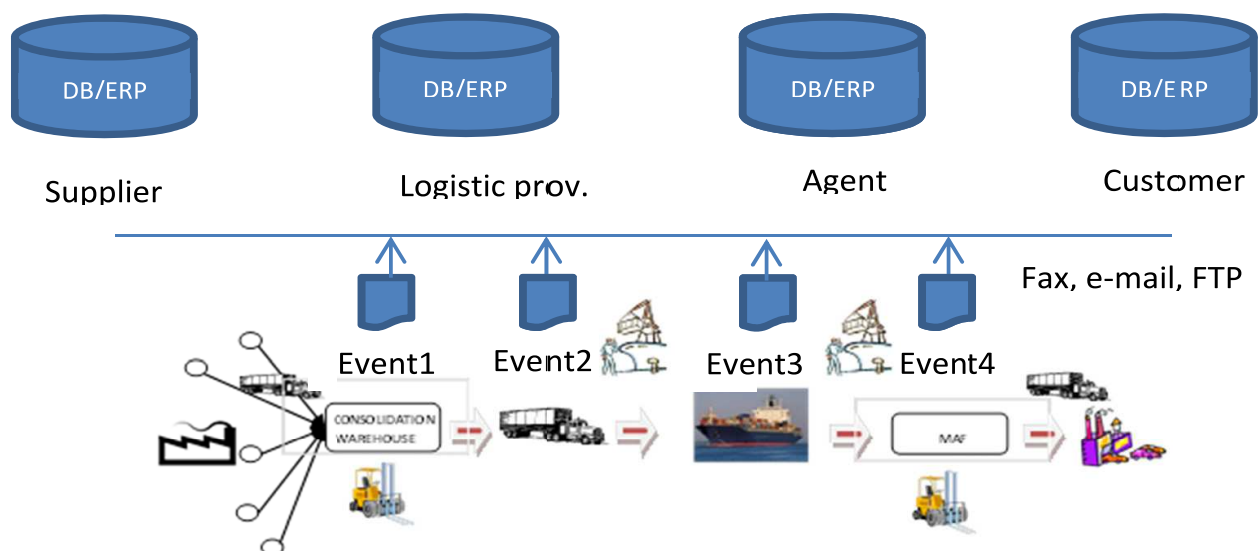 DB/ERP
DB/ERP
DB/ERP
DB/ERP
Supplier
Logistic prov.
Agent
Customer
Fax, e-mail, FTP
Event1
Event2
Event3
Event4
CONSOLIDATION
WAREHOUSE
MAF